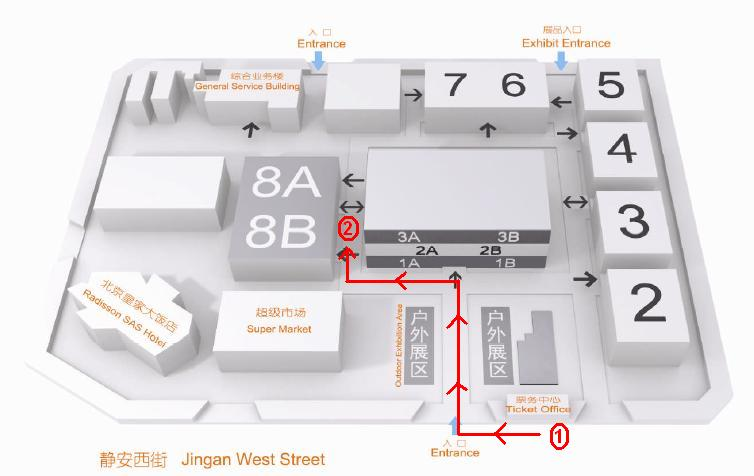 入口
Entrance
展品入口
Exhibit Entrance
综合业务楼
General Service Building
7 6
5
4
3
2
8A
8B
3A 3B
2A 2B
1A 1B
②
北京皇家大饭店
Radisson SAS Hotel
超级市场
Super Market
Outdoor Exhibition Area
户外展区
户外展区
票务中心
Ticket Office
①
入口
Entrance
静安西街 Jingan West Street